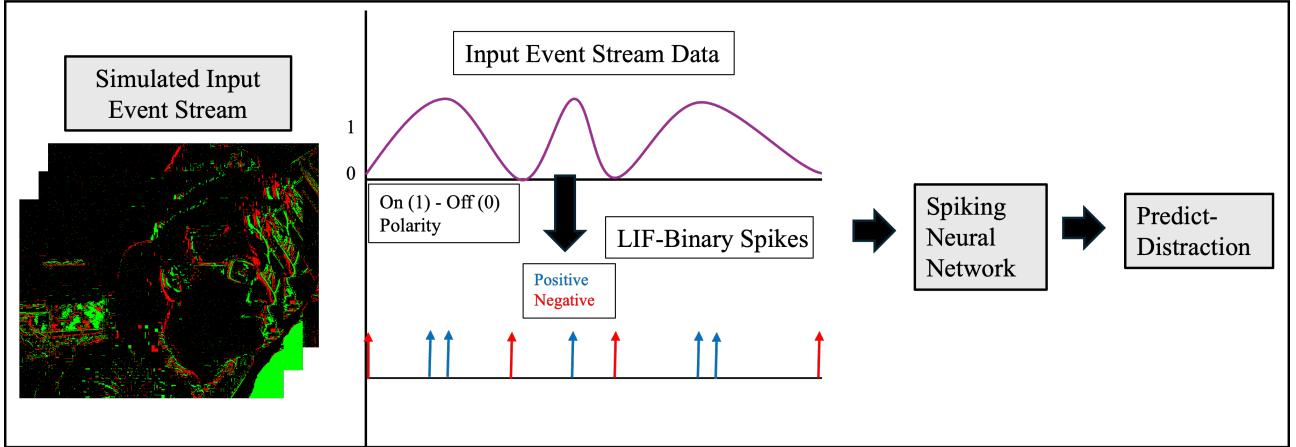 Simulated Input
Event Stream
Input Event Stream Data
1
0
On (1) - Off (0)
Polarity
LIF-Binary Spikes
Positive
Negative
Spiking
Neural
Network
Predict-
Distraction